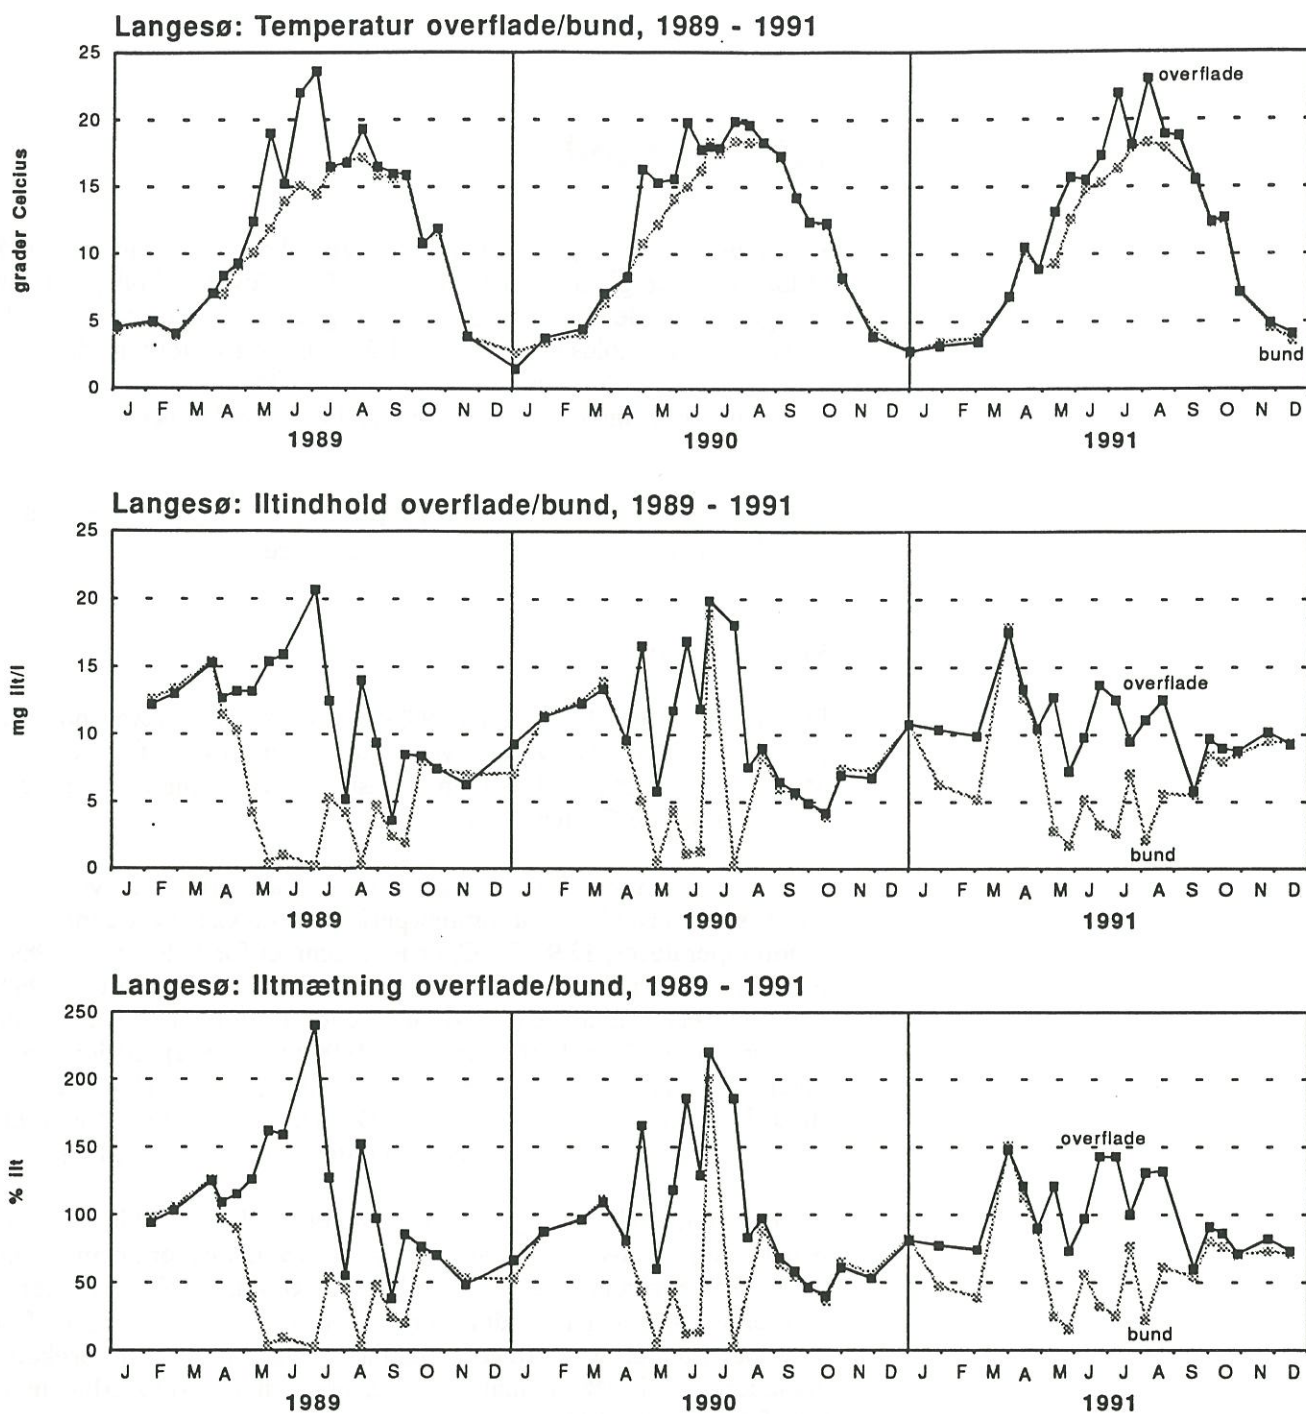 Langesø: Temperatur overflade/bund, 1989 - 1991
25
20
15
10
5
0
grader Celcius
overflade
bund
J F M A M J J A S O N D J F M A M J J A S O N D J F M A M J J A S O N D
1989 1990 1991
Langesø: Iltindhold overflade/bund, 1989 - 1991
25
20
15
10
5
0
mg ilt/l
overflade
bund
J F M A M J J A S O N D J F M A M J J A S O N D J F M A M J J A S O N D
1989 1990 1991
Langesø: Iltmætning overflade/bund, 1989 - 1991
250
200
150
100
50
0
% ilt
overflade
bund
J F M A M J J A S O N D J F M A M J J A S O N D J F M A M J J A S O N D
1989 1990 1991